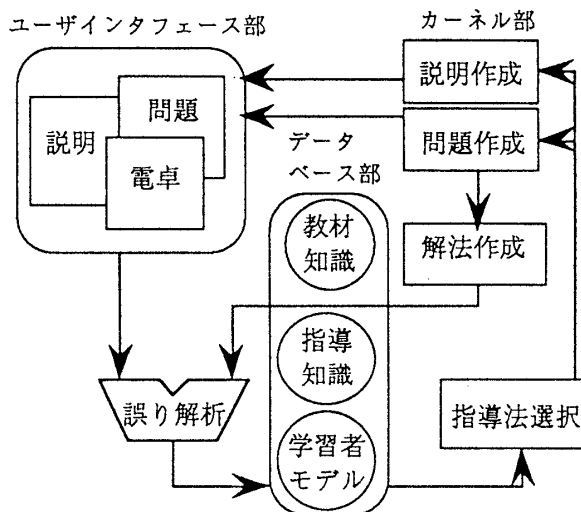 ユーザインタフェース部
カーネル部
説明作成
問題
説明
電卓
データ
ベース部
問題作成
教材
知識
解法作成
指導
知識
誤り解析
指導法選択
学習者
モデル